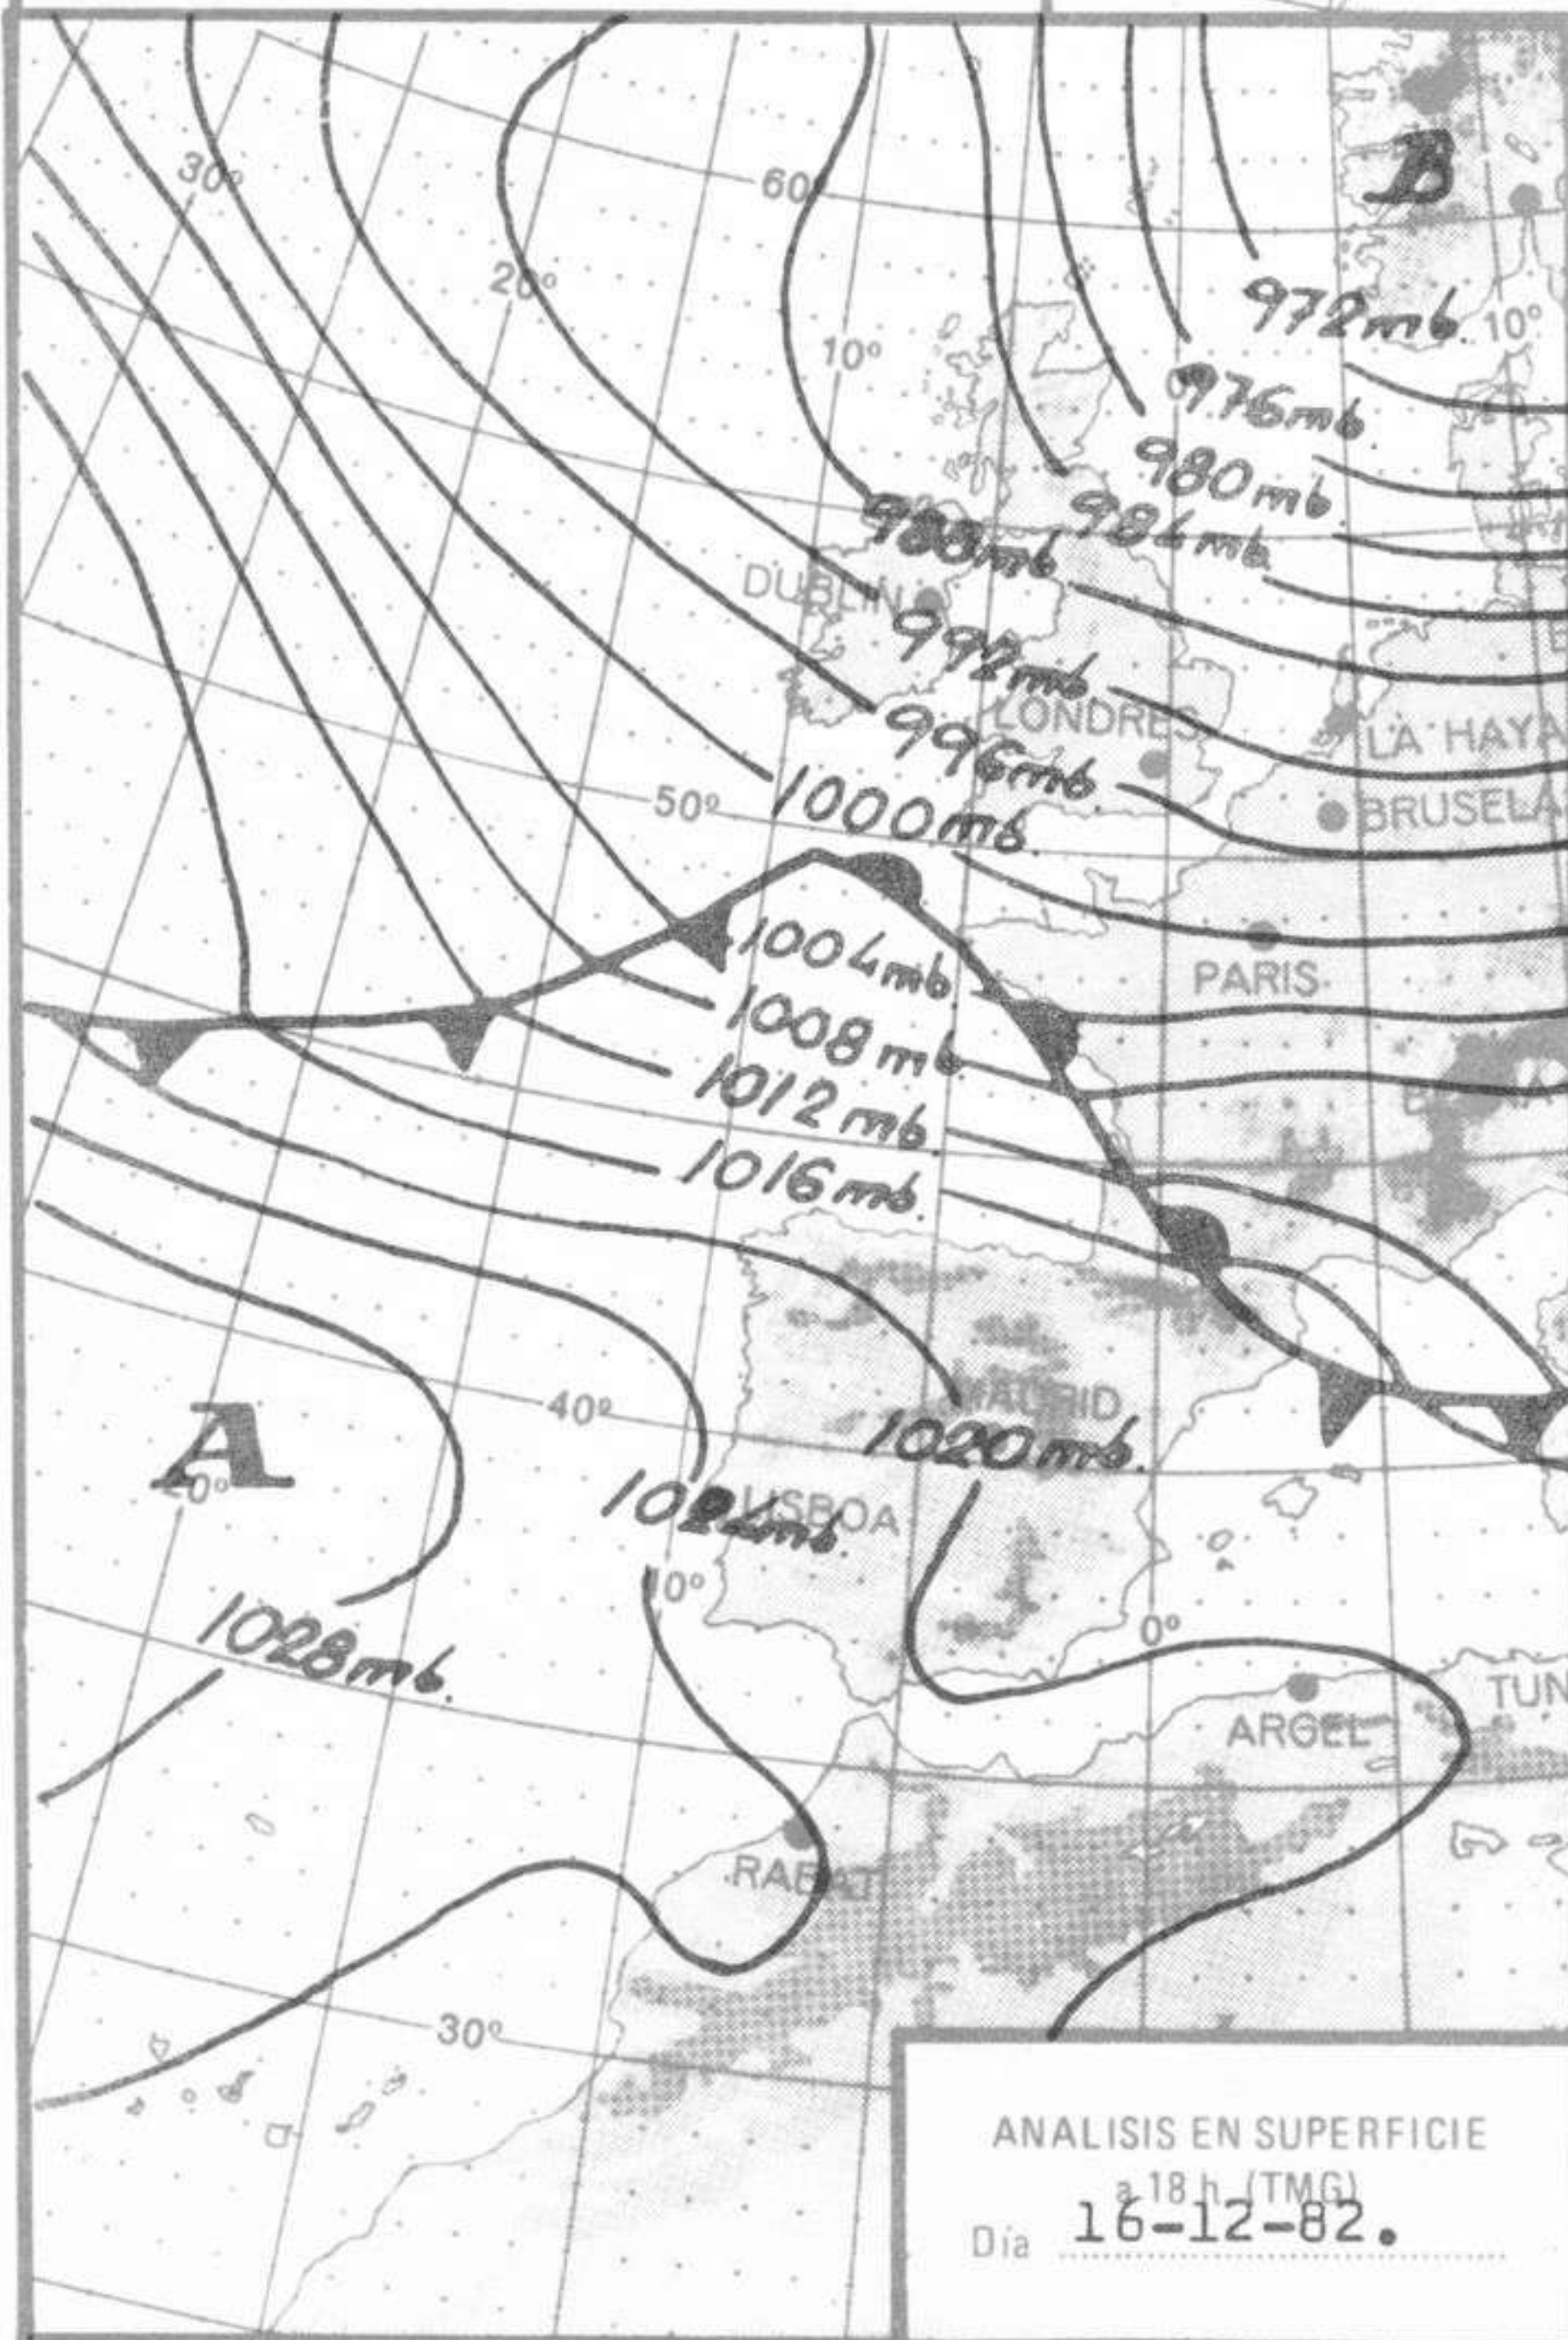 30º
60
B
20º
972mb.
10º
10º
976mb.
980mb.
984mb.
988mb
DUBLIN
992mb.
LONDRES
LA HAYA
996mb.
50º
1000mb.
BRUSELA
1004mb.
PARIS
1008mb.
1012mb.
1016mb.
40º
MADRID
A
1020mb.
20º
1024mb.
LISBOA
10º
1028mb.
0º
TUN
ARGEL
RABAT
30º
ANALISIS EN SUPERFICIE
a 18 h. (TMG)
Día 16-12-82.